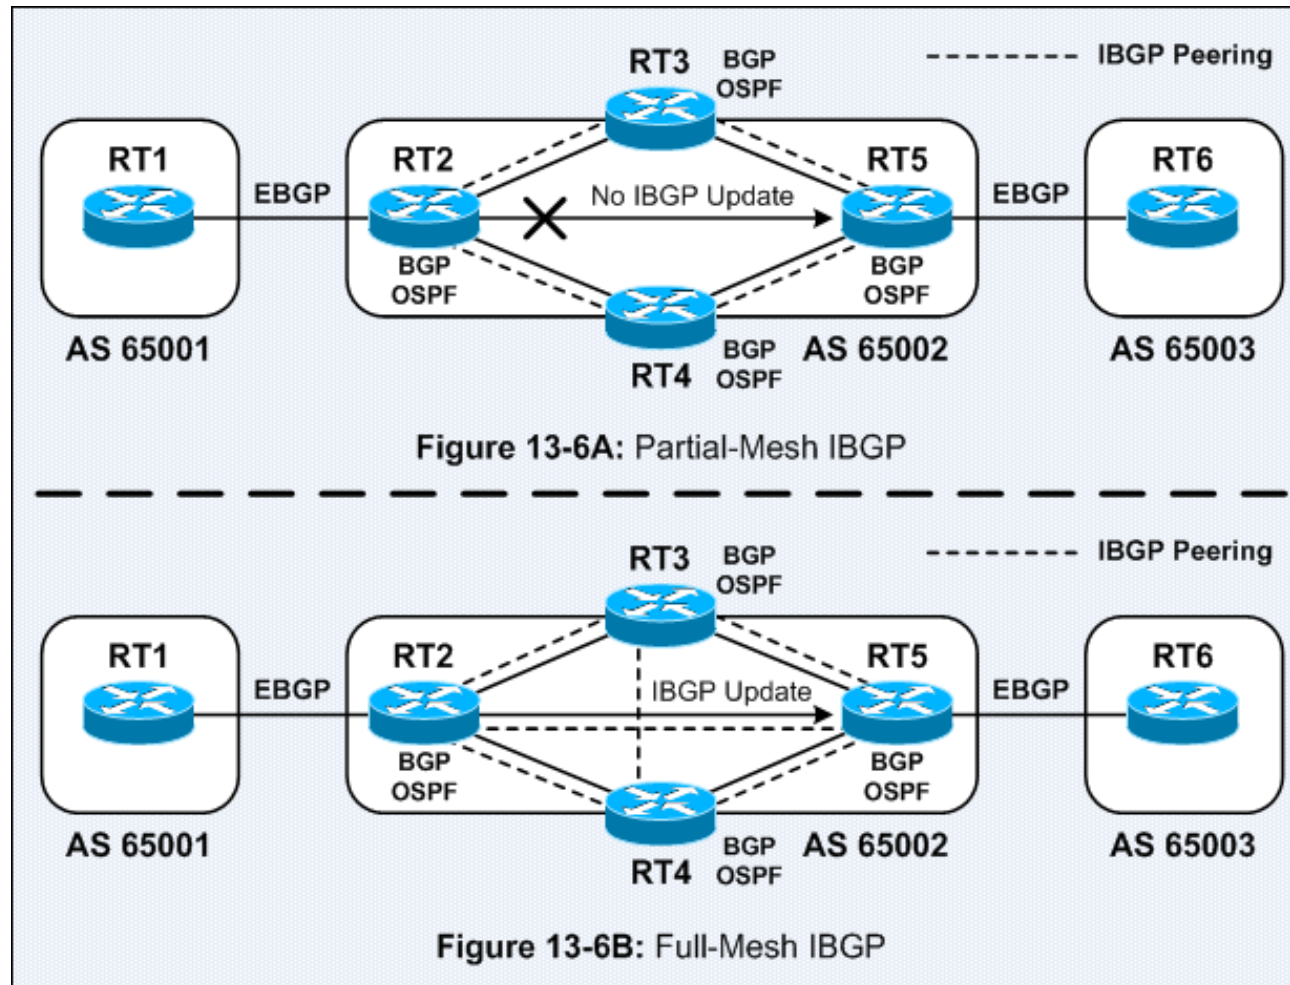 RT3
BGP
OSPF
IBGP Peering
RT1
EBGP
RT2
No IBGP Update
RT5
EBGP
RT6
BGP
OSPF
BGP
OSPF
AS 65001
RT4
BGP
OSPF
AS 65002
AS 65003
Figure 13-6A: Partial-Mesh IBGP
RT3
BGP
OSPF
IBGP Peering
RT1
EBGP
RT2
IBGP Update
RT5
EBGP
RT6
BGP
OSPF
BGP
OSPF
AS 65001
RT4
BGP
OSPF
AS 65002
AS 65003
Figure 13-6B: Full-Mesh IBGP